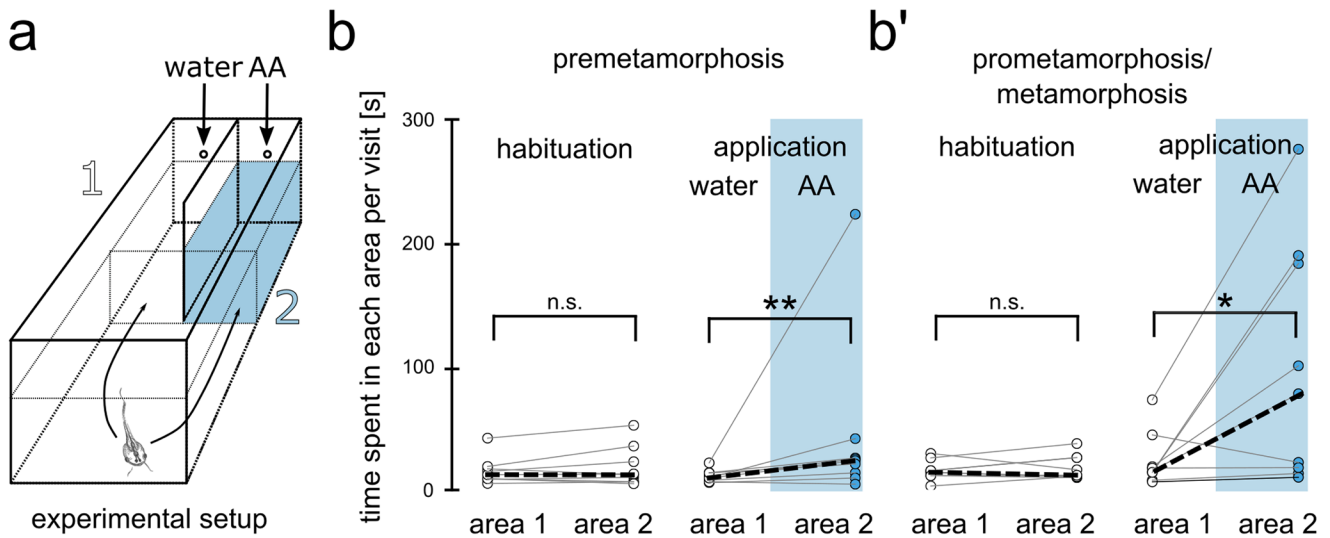 a
water AA
1
2
experimental setup
b
premetamorphosis
time spent in each area per visit [s]
300
200
100
0
habituation
application
water AA
n.s.
**
area 1 area 2 area 1 area 2
b'
prometamorphosis/
metamorphosis
habituation
application
water AA
n.s.
*
area 1 area 2 area 1 area 2